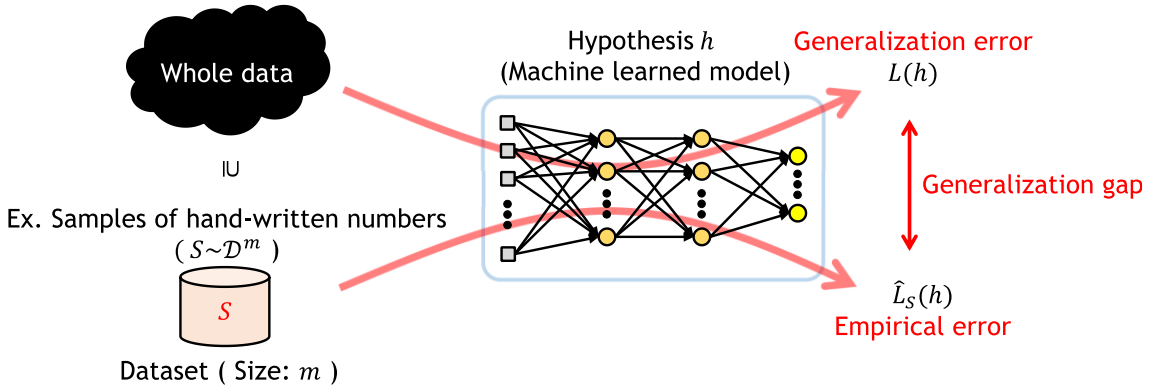 Whole data
⊆
Ex. Samples of hand-written numbers
( S~𝒟ᵐ )
S
Dataset ( Size: m )
Hypothesis h
(Machine learned model)
Generalization error
L(h)
Generalization gap
L̂_S(h)
Empirical error